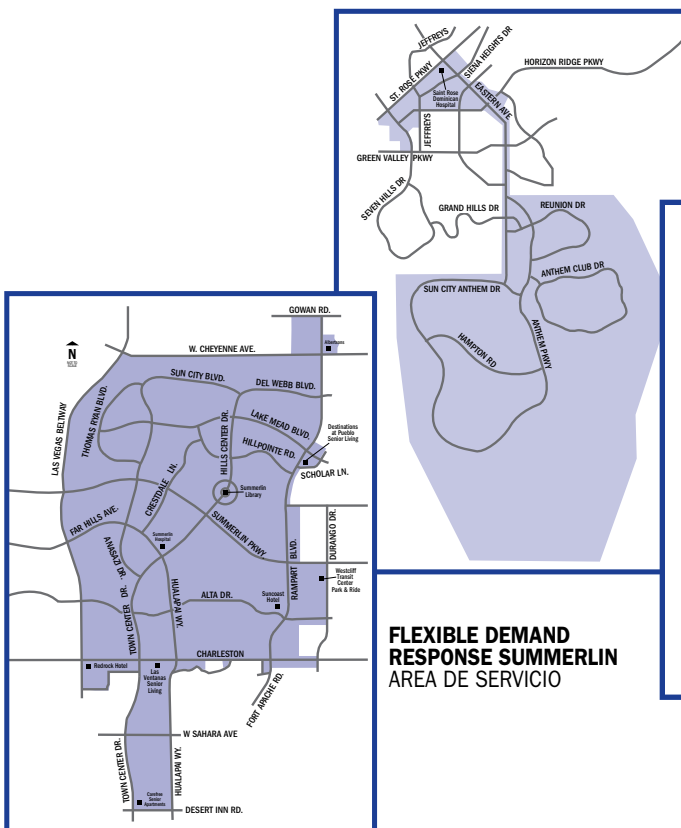 JEFFREYS
SIENA HEIGHTS DR
ST. ROSE PKWY
HORIZON RIDGE PKWY
Saint Rose
Dominican
Hospital
EASTERN AVE
JEFFREYS
GREEN VALLEY PKWY
SEVEN HILLS DR
GRAND HILLS DR
REUNION DR
ANTHEM CLUB DR
SUN CITY ANTHEM DR
ANTHEM PKWY
HAMPTON RD
GOWAN RD.
N
Albertsons
W. CHEYENNE AVE.
SUN CITY BLVD.
DEL WEBB BLVD.
LAS VEGAS BELTWAY
THOMAS RYAN BLVD.
HILLS CENTER DR.
LAKE MEAD BLVD.
HILLPOINTE RD.
Destinations
at Pueblo
Senior Living
SCHOLAR LN.
CRESTDALE LN.
Summerlin
Library
FAR HILLS AVE.
SUMMERLIN PKWY
ANASAZI DR.
Summerlin
Hospital
RAMPART BLVD.
DURANGO DR.
Westcliff
Transit
Center
Park & Ride
TOWN CENTER DR.
HUALAPAI WY.
ALTA DR.
Suncoast
Hotel
CHARLESTON
Redrock Hotel
Las
Ventanas
Senior
Living
FORT APACHE RD.
W SAHARA AVE
TOWN CENTER DR.
HUALAPAI WY.
Carefree
Senior
Apartments
DESERT INN RD.
FLEXIBLE DEMAND
RESPONSE SUMMERLIN
AREA DE SERVICIO